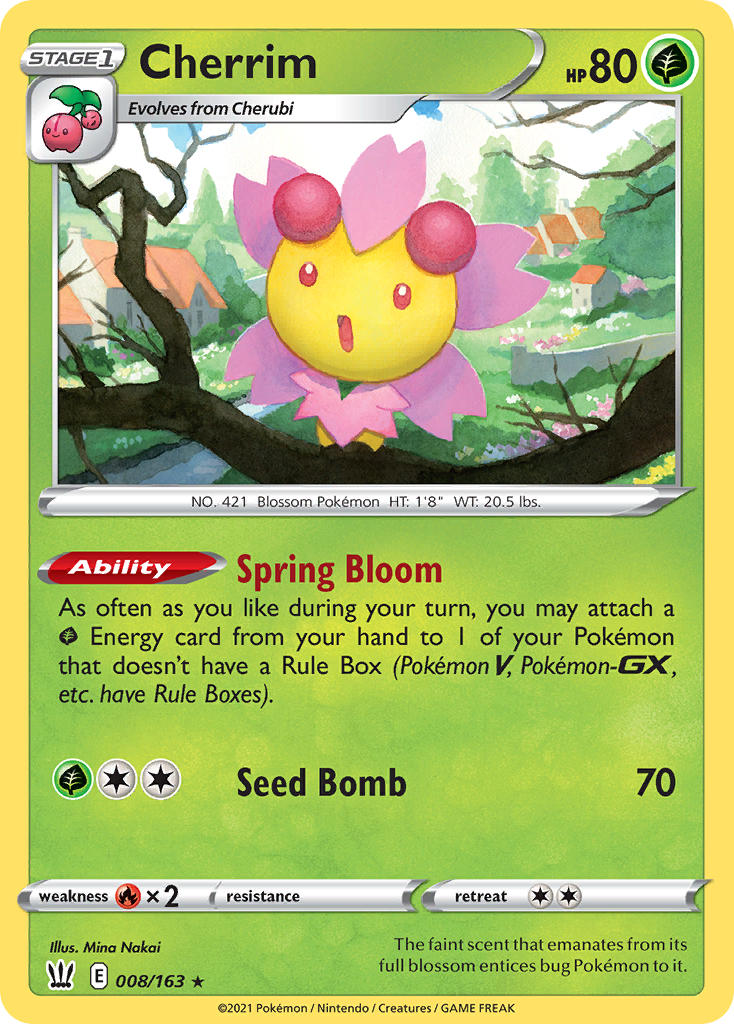 STAGE1
Cherrim
HP80
Evolves from Cherubi
NO. 421 Blossom Pokémon HT: 1'8" WT: 20.5 lbs.
Ability
Spring Bloom
As often as you like during your turn, you may attach a
Energy card from your hand to 1 of your Pokémon
that doesn't have a Rule Box (Pokémon V, Pokémon-GX,
etc. have Rule Boxes).
Seed Bomb 70
weakness ×2 resistance retreat
Illus. Mina Nakai
The faint scent that emanates from its
full blossom entices bug Pokémon to it.
E 008/163 ★
©2021 Pokémon / Nintendo / Creatures / GAME FREAK